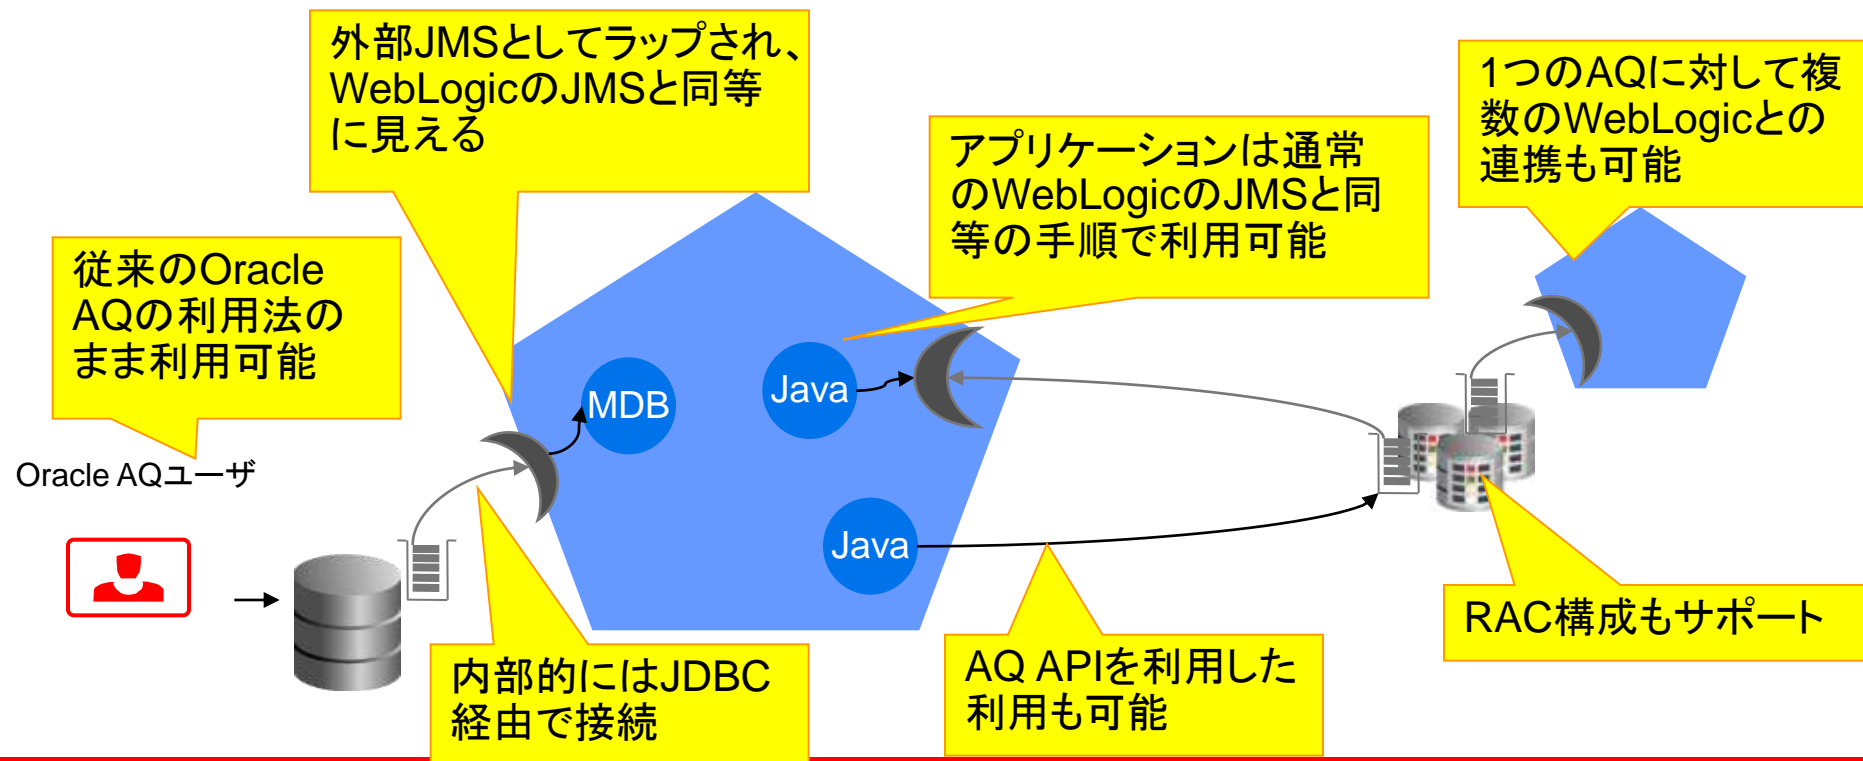 外部JMSとしてラップされ、
WebLogicのJMSと同等
に見える
1つのAQに対して複
数のWebLogicとの
連携も可能
アプリケーションは通常
のWebLogicのJMSと同
等の手順で利用可能
従来のOracle
AQの利用法の
まま利用可能
MDB
Java
Oracle AQユーザ
Java
RAC構成もサポート
内部的にはJDBC
経由で接続
AQ APIを利用した
利用も可能